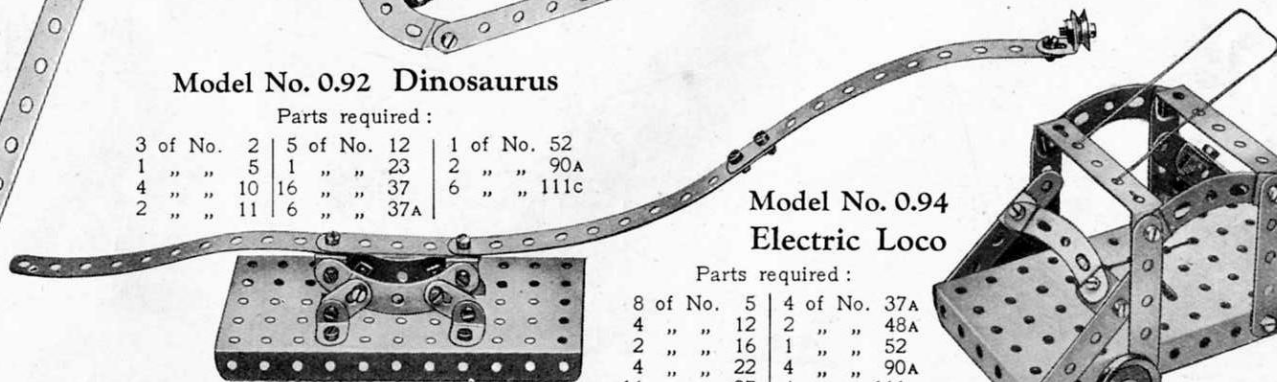 Model No. 0.92 Dinosaurus
Parts required :
3 of No. 2 | 5 of No. 12 | 1 of No. 52
1 „ „ 5 | 1 „ „ 23 | 2 „ „ 90A
4 „ „ 10 | 16 „ „ 37 | 6 „ „ 111c
2 „ „ 11 | 6 „ „ 37A |
Model No. 0.94
Electric Loco
Parts required :
8 of No. 5 | 4 of No. 37A
4 „ „ 12 | 2 „ „ 48A
2 „ „ 16 | 1 „ „ 52
4 „ „ 22 | 4 „ „ 90A